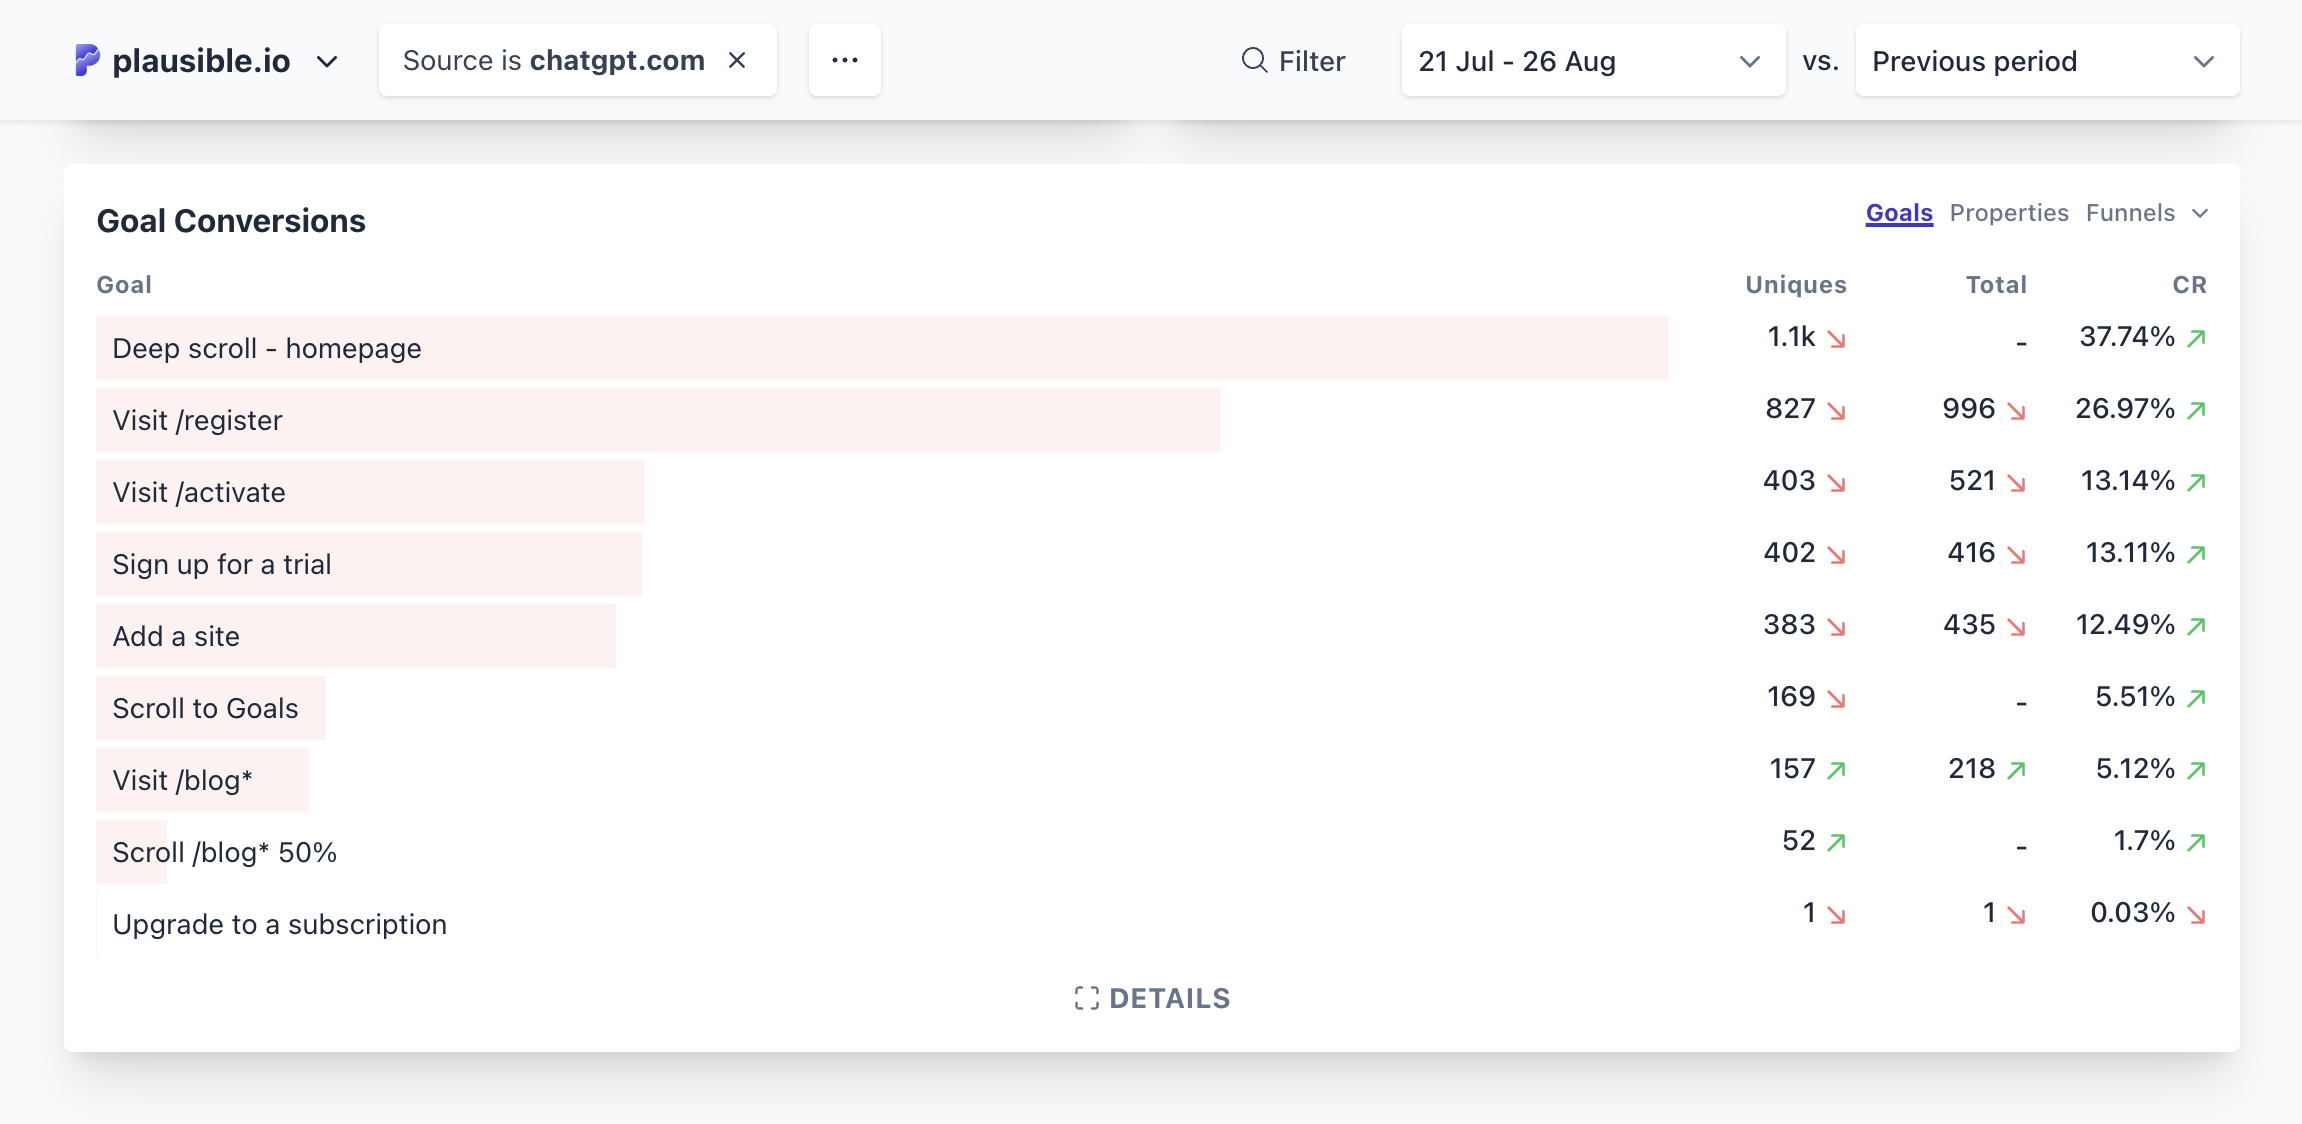 plausible.io Source is chatgpt.com × ··· Filter 21 Jul - 26 Aug vs. Previous period
Goal Conversions Goals Properties Funnels
Goal Uniques Total CR
Deep scroll - homepage 1.1k - 37.74%
Visit /register 827 996 26.97%
Visit /activate 403 521 13.14%
Sign up for a trial 402 416 13.11%
Add a site 383 435 12.49%
Scroll to Goals 169 - 5.51%
Visit /blog* 157 218 5.12%
Scroll /blog* 50% 52 - 1.7%
Upgrade to a subscription 1 1 0.03%
DETAILS